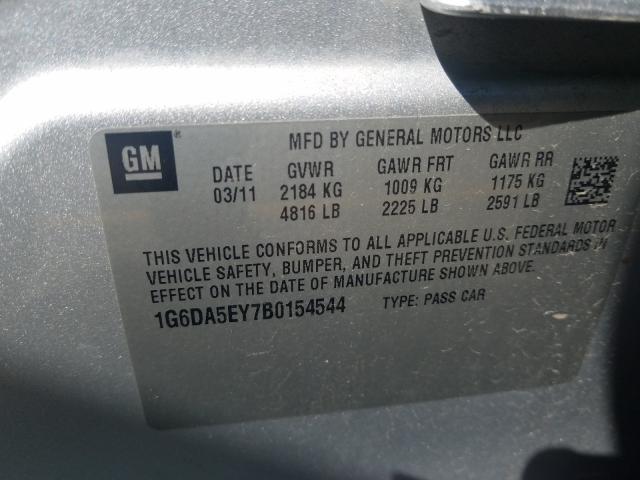 GM®
MFD BY GENERAL MOTORS LLC
DATE GVWR GAWR FRT GAWR RR
03/11 2184 KG 1009 KG 1175 KG
4816 LB 2225 LB 2591 LB
THIS VEHICLE CONFORMS TO ALL APPLICABLE U.S. FEDERAL MOTOR
VEHICLE SAFETY, BUMPER, AND THEFT PREVENTION STANDARDS IN
EFFECT ON THE DATE OF MANUFACTURE SHOWN ABOVE.
1G6DA5EY7B0154544 TYPE: PASS CAR